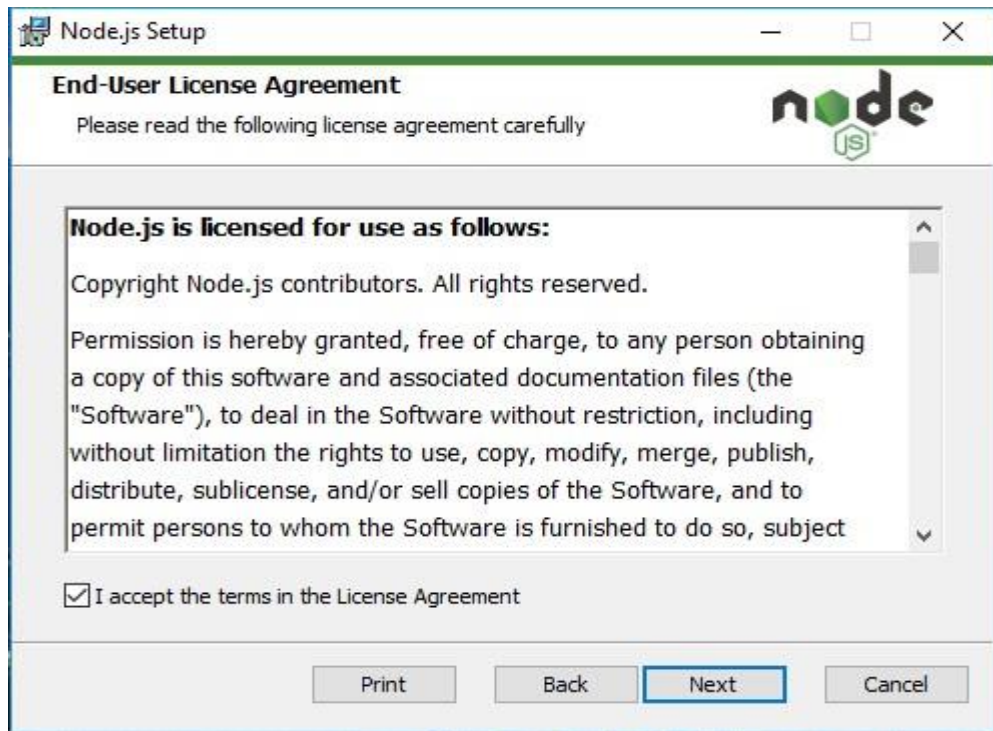 Node.js Setup
End-User License Agreement
Please read the following license agreement carefully
node
JS
Node.js is licensed for use as follows:
Copyright Node.js contributors. All rights reserved.
Permission is hereby granted, free of charge, to any person obtaining
a copy of this software and associated documentation files (the
"Software"), to deal in the Software without restriction, including
without limitation the rights to use, copy, modify, merge, publish,
distribute, sublicense, and/or sell copies of the Software, and to
permit persons to whom the Software is furnished to do so, subject
I accept the terms in the License Agreement
Print Back Next Cancel